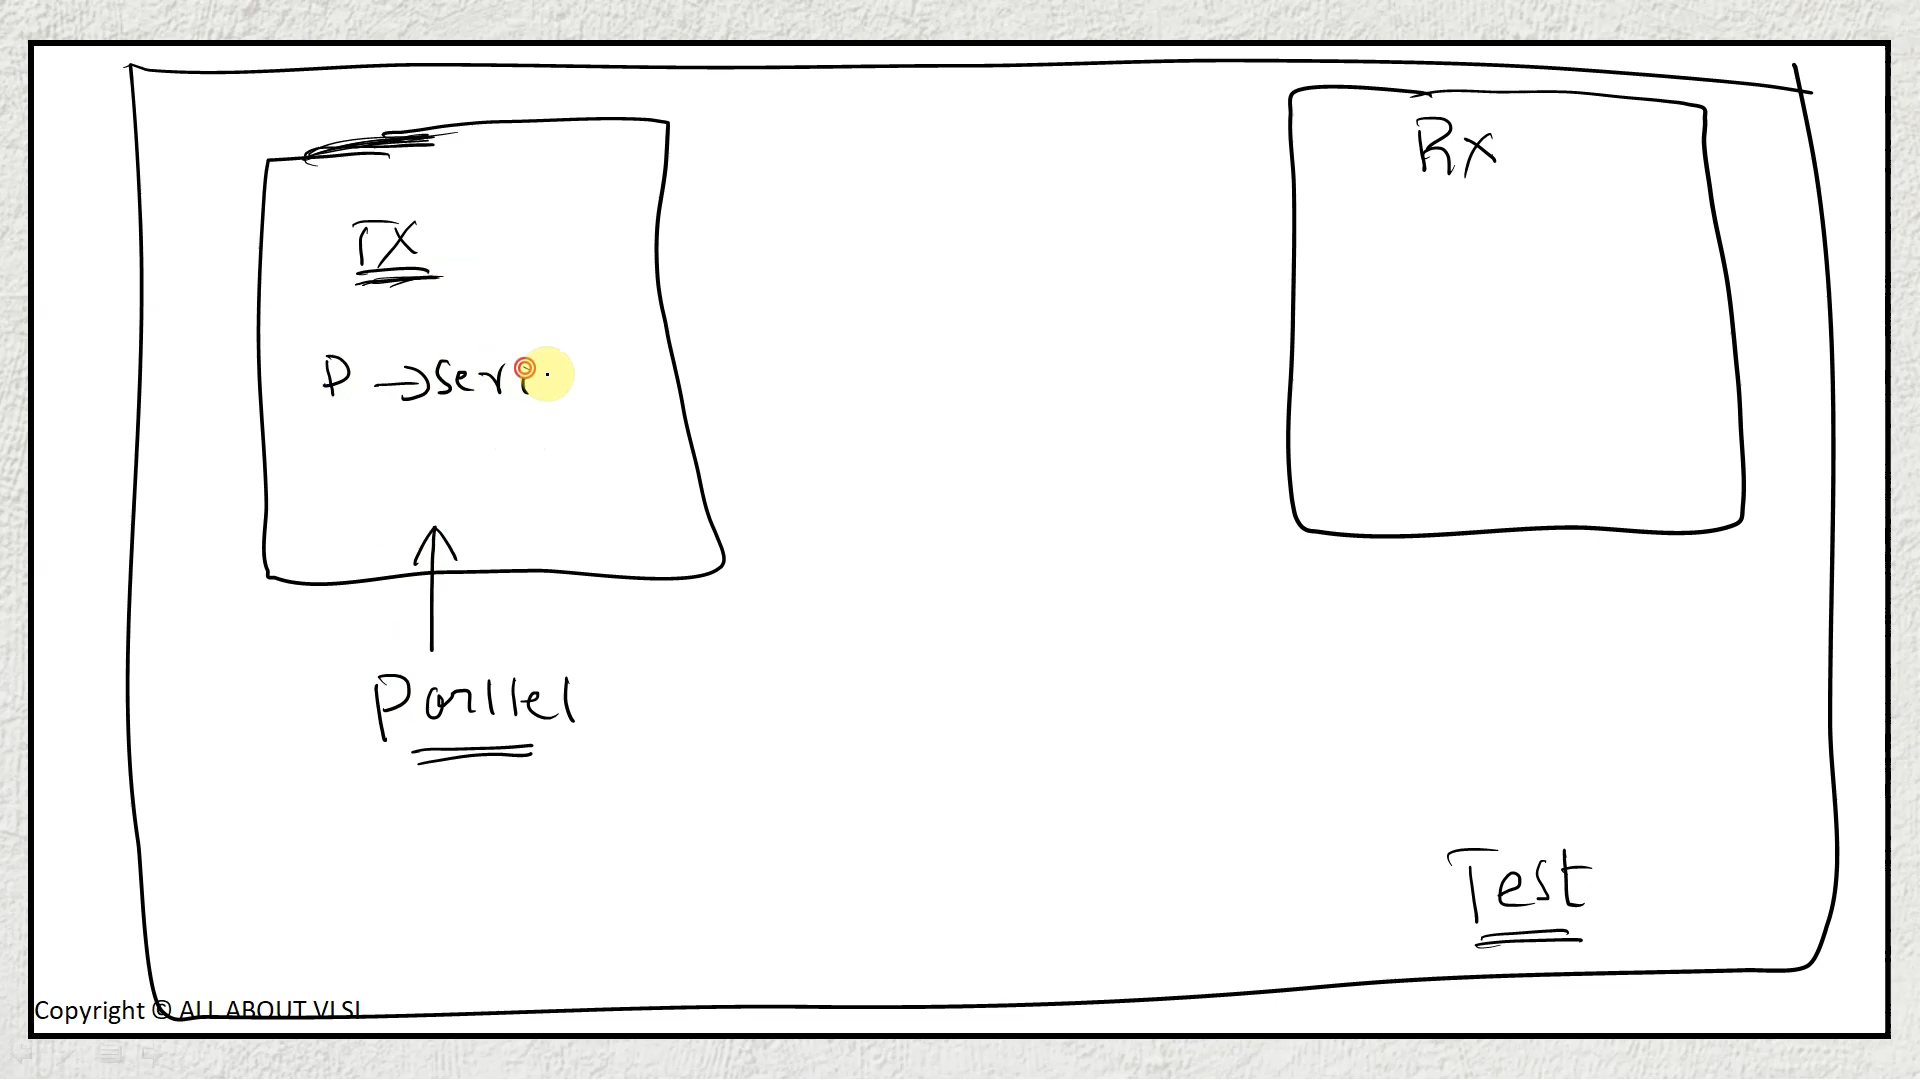 Rx
TX
P → seri
Parllel
Test
Copyright © ALL ABOUT VLSI